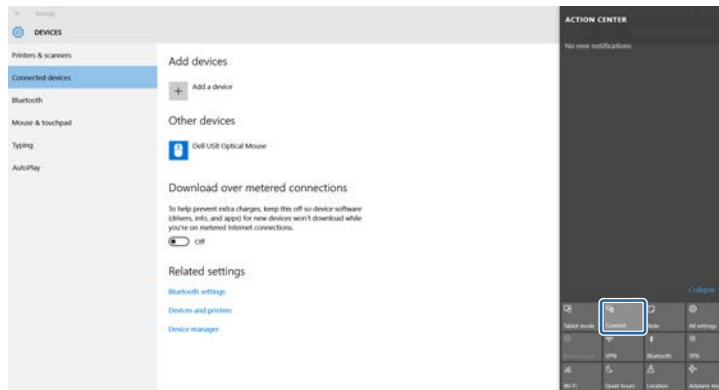 Settings
DEVICES
Printers & scanners
Connected devices
Bluetooth
Mouse & touchpad
Typing
AutoPlay
Add devices
Add a device
Other devices
Dell USB Optical Mouse
Download over metered connections
To help prevent extra charges, keep this off so device software
(drivers, info, and apps) for new devices won't download while
you're on metered Internet connections.
Off
Related settings
Bluetooth settings
Devices and printers
Device manager
ACTION CENTER
No new notifications
Collapse
Tablet mode
Connect
Note
All settings
VPN
Bluetooth
70%
Wi-Fi
Quiet hours
Location
Airplane mo